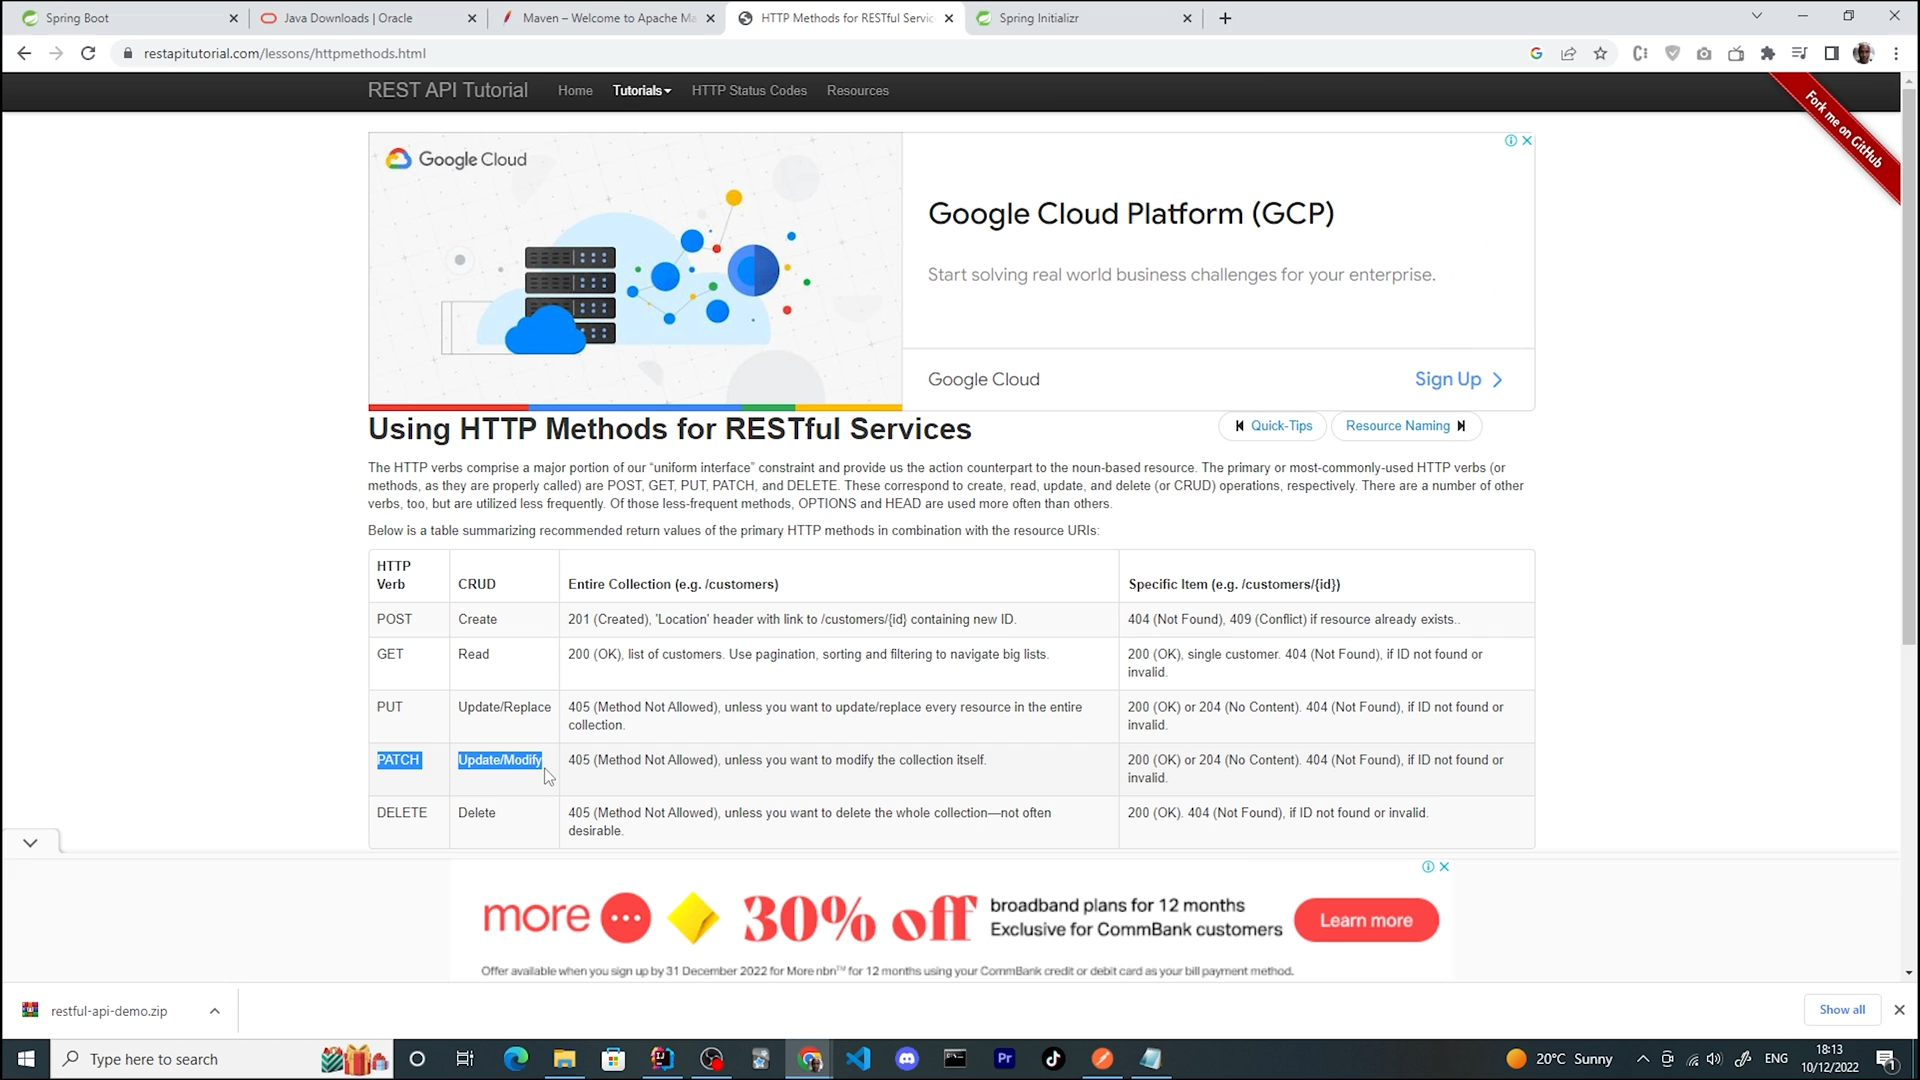 Spring Boot
Java Downloads | Oracle
Maven – Welcome to Apache Ma
HTTP Methods for RESTful Servic
Spring Initializr
restapitutorial.com/lessons/httpmethods.html
REST API Tutorial
Home
Tutorials
HTTP Status Codes
Resources
Fork me on GitHub
Google Cloud
Google Cloud Platform (GCP)
Start solving real world business challenges for your enterprise.
Google Cloud
Sign Up
Using HTTP Methods for RESTful Services
Quick-Tips
Resource Naming
The HTTP verbs comprise a major portion of our “uniform interface” constraint and provide us the action counterpart to the noun-based resource. The primary or most-commonly-used HTTP verbs (or
methods, as they are properly called) are POST, GET, PUT, PATCH, and DELETE. These correspond to create, read, update, and delete (or CRUD) operations, respectively. There are a number of other
verbs, too, but are utilized less frequently. Of those less-frequent methods, OPTIONS and HEAD are used more often than others.
Below is a table summarizing recommended return values of the primary HTTP methods in combination with the resource URIs:
HTTP
Verb
CRUD
Entire Collection (e.g. /customers)
Specific Item (e.g. /customers/{id})
POST
Create
201 (Created), 'Location' header with link to /customers/{id} containing new ID.
404 (Not Found), 409 (Conflict) if resource already exists..
GET
Read
200 (OK), list of customers. Use pagination, sorting and filtering to navigate big lists.
200 (OK), single customer. 404 (Not Found), if ID not found or
invalid.
PUT
Update/Replace
405 (Method Not Allowed), unless you want to update/replace every resource in the entire
collection.
200 (OK) or 204 (No Content). 404 (Not Found), if ID not found or
invalid.
PATCH
Update/Modify
405 (Method Not Allowed), unless you want to modify the collection itself.
200 (OK) or 204 (No Content). 404 (Not Found), if ID not found or
invalid.
DELETE
Delete
405 (Method Not Allowed), unless you want to delete the whole collection—not often
desirable.
200 (OK). 404 (Not Found), if ID not found or invalid.
more
30% off
broadband plans for 12 months
Exclusive for CommBank customers
Learn more
Offer available when you sign up by 31 December 2022 for More nbn™ for 12 months using your CommBank credit or debit card as your bill payment method.
restful-api-demo.zip
Show all
Type here to search
Pr
20°C Sunny
ENG
18:13
10/12/2022
1